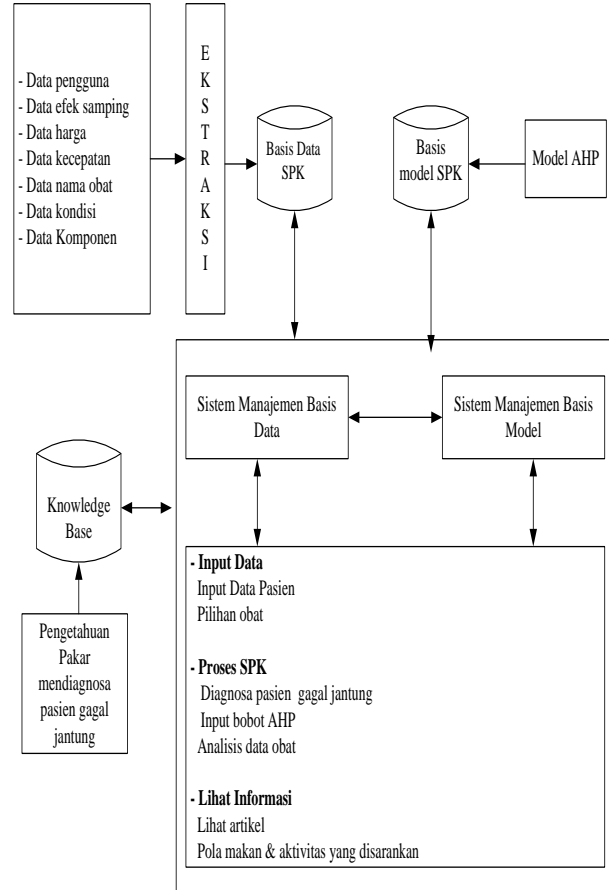 - Data pengguna
- Data efek samping
- Data harga
- Data kecepatan
- Data nama obat
- Data kondisi
- Data Komponen
E
K
S
T
R
A
K
S
I
Basis Data
SPK
Basis
model SPK
Model AHP
Sistem Manajemen Basis
Data
Sistem Manajemen Basis
Model
Knowledge
Base
Pengetahuan
Pakar
mendiagnosa
pasien gagal
jantung
- Input Data
Input Data Pasien
Pilihan obat
- Proses SPK
Diagnosa pasien gagal jantung
Input bobot AHP
Analisis data obat
- Lihat Informasi
Lihat artikel
Pola makan & aktivitas yang disarankan